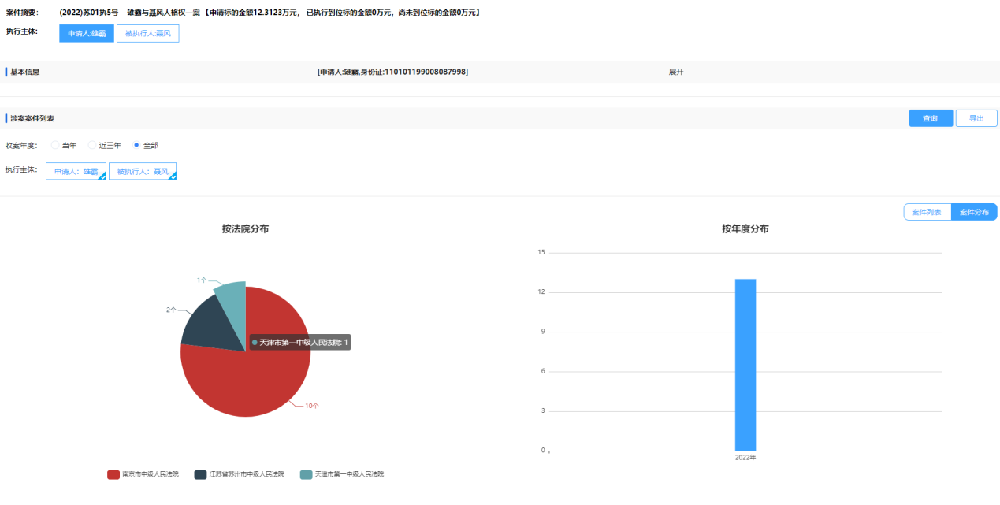 案件摘要： (2022)苏01执5号 雄霸与聂风人格权一案 【申请标的金额12.3123万元， 已执行到位标的金额0万元，尚未到位标的金额0万元】
执行主体: 申请人:雄霸 被执行人:聂风
基本信息 [申请人:雄霸,身份证:110101199008087998] 展开
涉案案件列表 查询 导出
收案年度： 当年 近三年 全部
执行主体： 申请人：雄霸 被执行人：聂风
案件列表 案件分布
按法院分布
1个
2个
天津市第一中级人民法院: 1
10个
南京市中级人民法院 江苏省苏州市中级人民法院 天津市第一中级人民法院
按年度分布
15
12
9
6
3
0
2022年